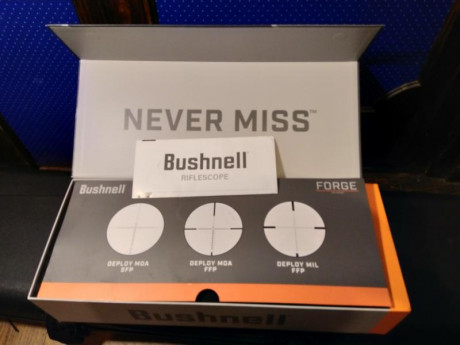 NEVER MISS™
Bushnell
RIFLESCOPE
Bushnell
FORGE
DEPLOY MOA
SFP
DEPLOY MOA
FFP
DEPLOY MIL
FFP
Bushnell